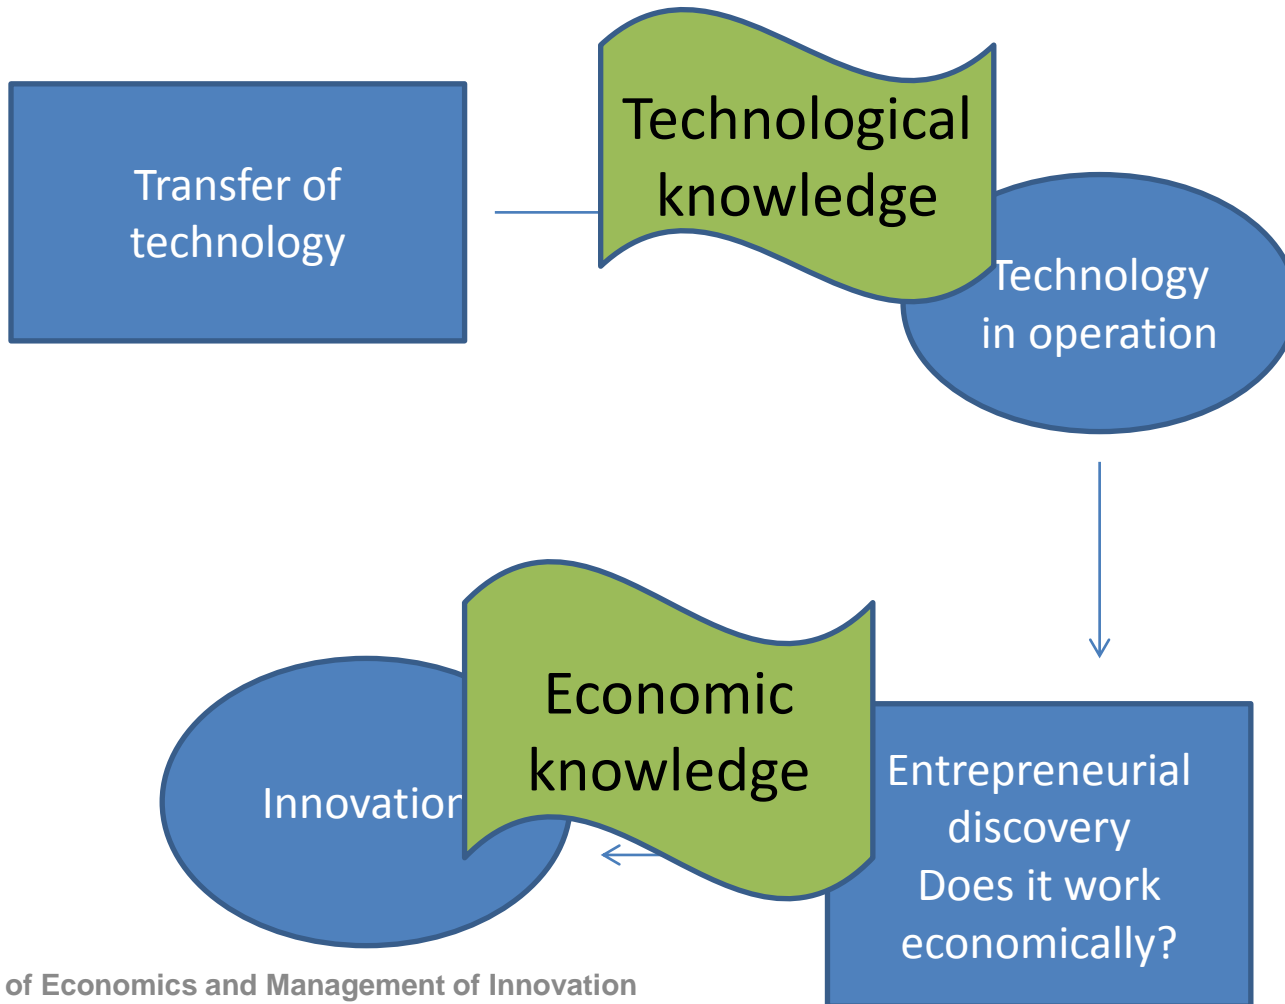 Transfer of
technology
Technological
knowledge
Technology
in operation
Innovation
Economic
knowledge
Entrepreneurial
discovery
Does it work
economically?
of Economics and Management of Innovation